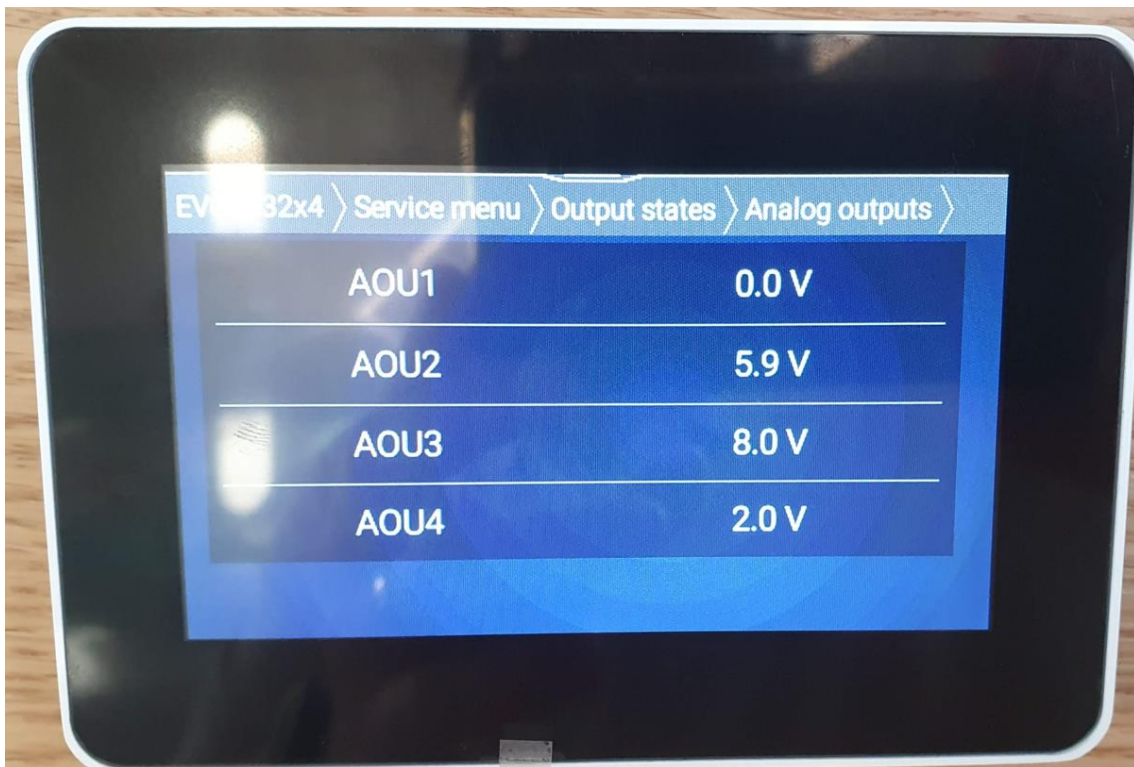 32x4 Service menu Output states Analog outputs
AOU1 0.0 V
AOU2 5.9 V
AOU3 8.0 V
AOU4 2.0 V